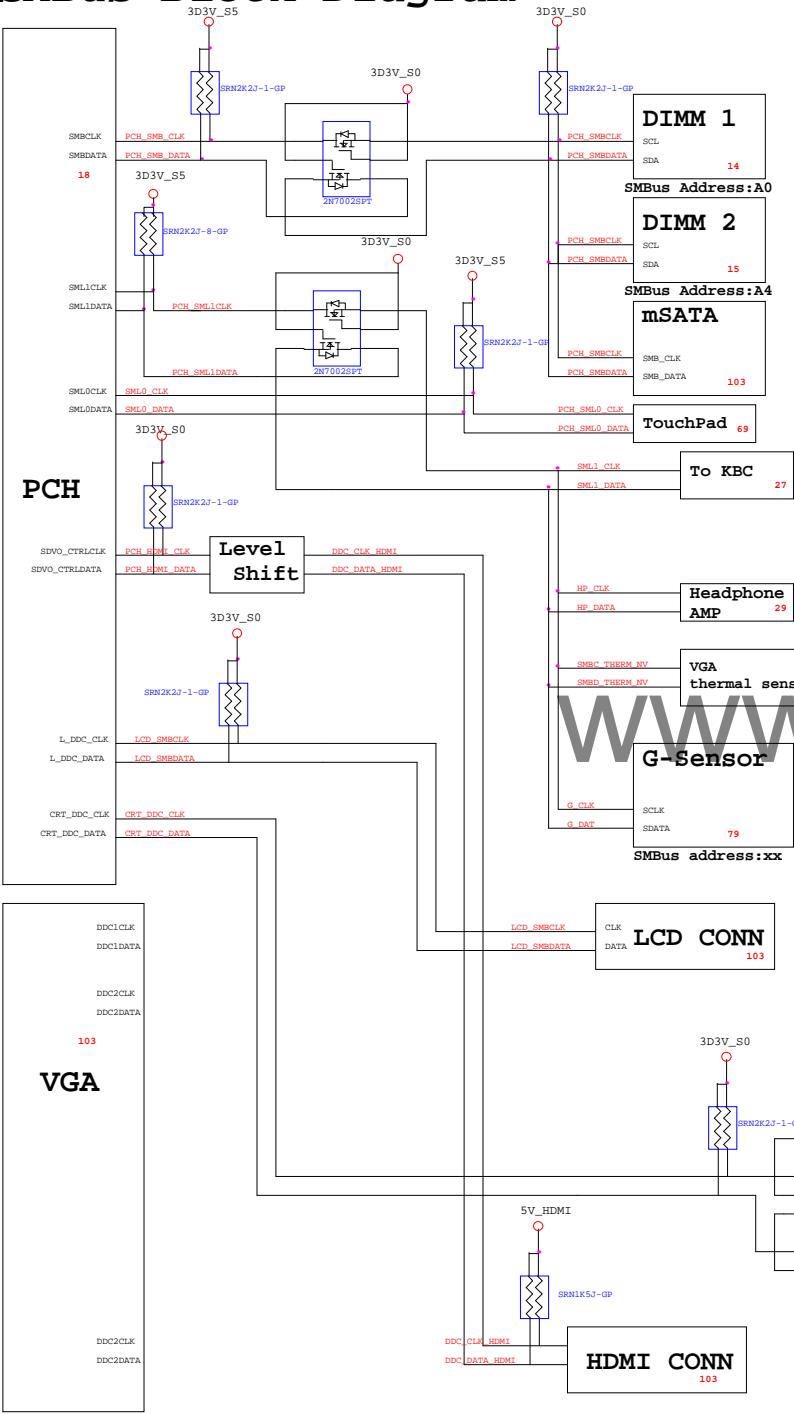 SMBus Block Diagram
3D3V_S5
3D3V_S0
3D3V_S0
SRN2K2J-1-GP
SRN2K2J-1-GP
DIMM 1
SMBCLK
PCH_SMB_CLK
PCH_SMBCLK
SCL
SMBDATA
PCH_SMB_DATA
PCH_SMBDATA
SDA
14
18
SMBus Address:A0
3D3V_S5
2N7002SPT
DIMM 2
SRN2K2J-8-GP
3D3V_S0
PCH_SMBCLK
SCL
3D3V_S5
PCH_SMBDATA
SDA
15
SMBus Address:A4
SML1CLK
SML1DATA
PCH_SML1CLK
mSATA
SRN2K2J-1-GP
PCH_SMBCLK
SMB_CLK
PCH_SML1DATA
2N7002SPT
PCH_SMBDATA
SMB_DATA
103
SML0CLK
SML0_CLK
SML0DATA
SML0_DATA
PCH_SML0_CLK
TouchPad
69
PCH_SML0_DATA
3D3V_S0
SML1_CLK
To KBC
SML1_DATA
27
PCH
SRN2K2J-1-GP
SDVO_CTRLCLK
PCH_HDMI_CLK
Level
Shift
DDC_CLK_HDMI
SDVO_CTRLDATA
PCH_HDMI_DATA
DDC_DATA_HDMI
HP_CLK
Headphone
AMP
29
HP_DATA
3D3V_S0
SMBC_THERM_NV
VGA
SMBD_THERM_NV
thermal sens
SRN2K2J-1-GP
WWW
L_DDC_CLK
LCD_SMBCLK
L_DDC_DATA
LCD_SMBDATA
G-Sensor
G_CLK
SCLK
G_DAT
SDATA
79
SMBus address:xx
CRT_DDC_CLK
CRT_DDC_CLK
CRT_DDC_DATA
CRT_DDC_DATA
DDC1CLK
DDC1DATA
LCD_SMBCLK
CLK
LCD_SMBDATA
DATA
LCD CONN
103
DDC2CLK
DDC2DATA
103
VGA
3D3V_S0
SRN2K2J-1-G
5V_HDMI
SRN1K5J-GP
DDC2CLK
DDC2DATA
DDC_CLK_HDMI
DDC_DATA_HDMI
HDMI CONN
103